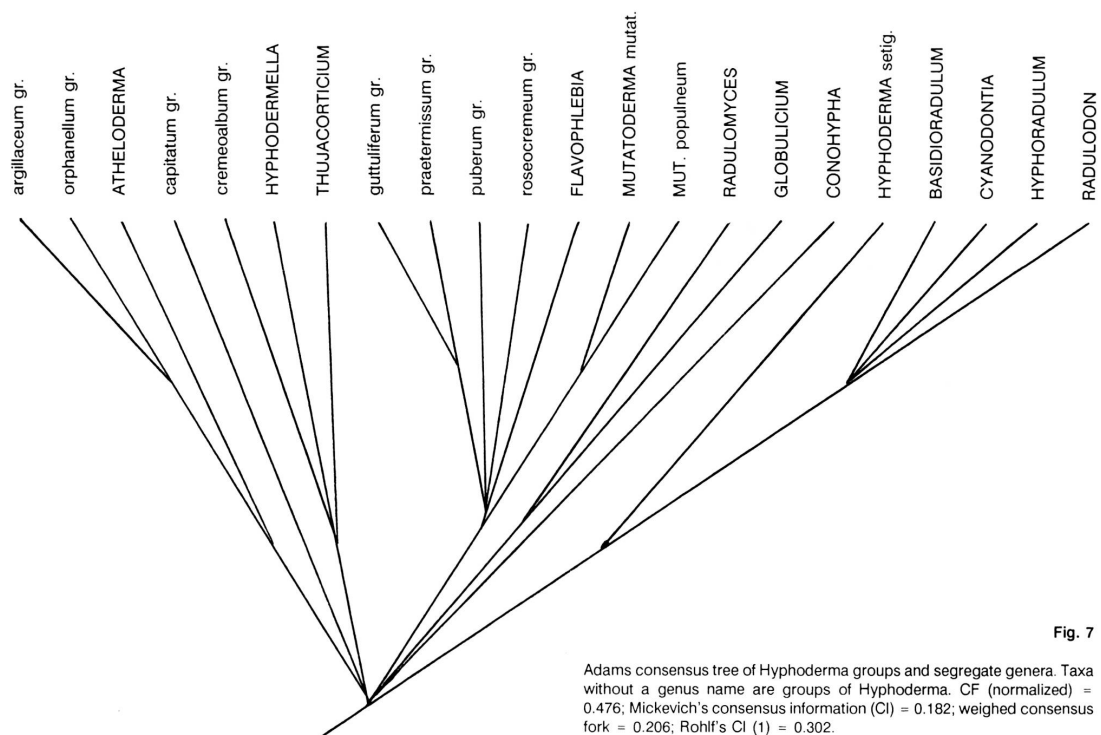 argillaceum gr.
orphanellum gr.
ATHELODERMA
capitatum gr.
cremeoalbum gr.
HYPHODERMELLA
THUJACORTICIUM
guttuliferum gr.
praetermissum gr.
puberum gr.
roseocremeum gr.
FLAVOPHLEBIA
MUTATODERMA mutat.
MUT. populneum
RADULOMYCES
GLOBULICIUM
CONOHYPHA
HYPHODERMA setig.
BASIDIORADULUM
CYANODONTIA
HYPHORADULUM
RADULODON
Fig. 7
Adams consensus tree of Hyphoderma groups and segregate genera. Taxa
without a genus name are groups of Hyphoderma. CF (normalized) =
0.476; Mickevich's consensus information (CI) = 0.182; weighed consensus
fork = 0.206; Rohlf's CI (1) = 0.302.